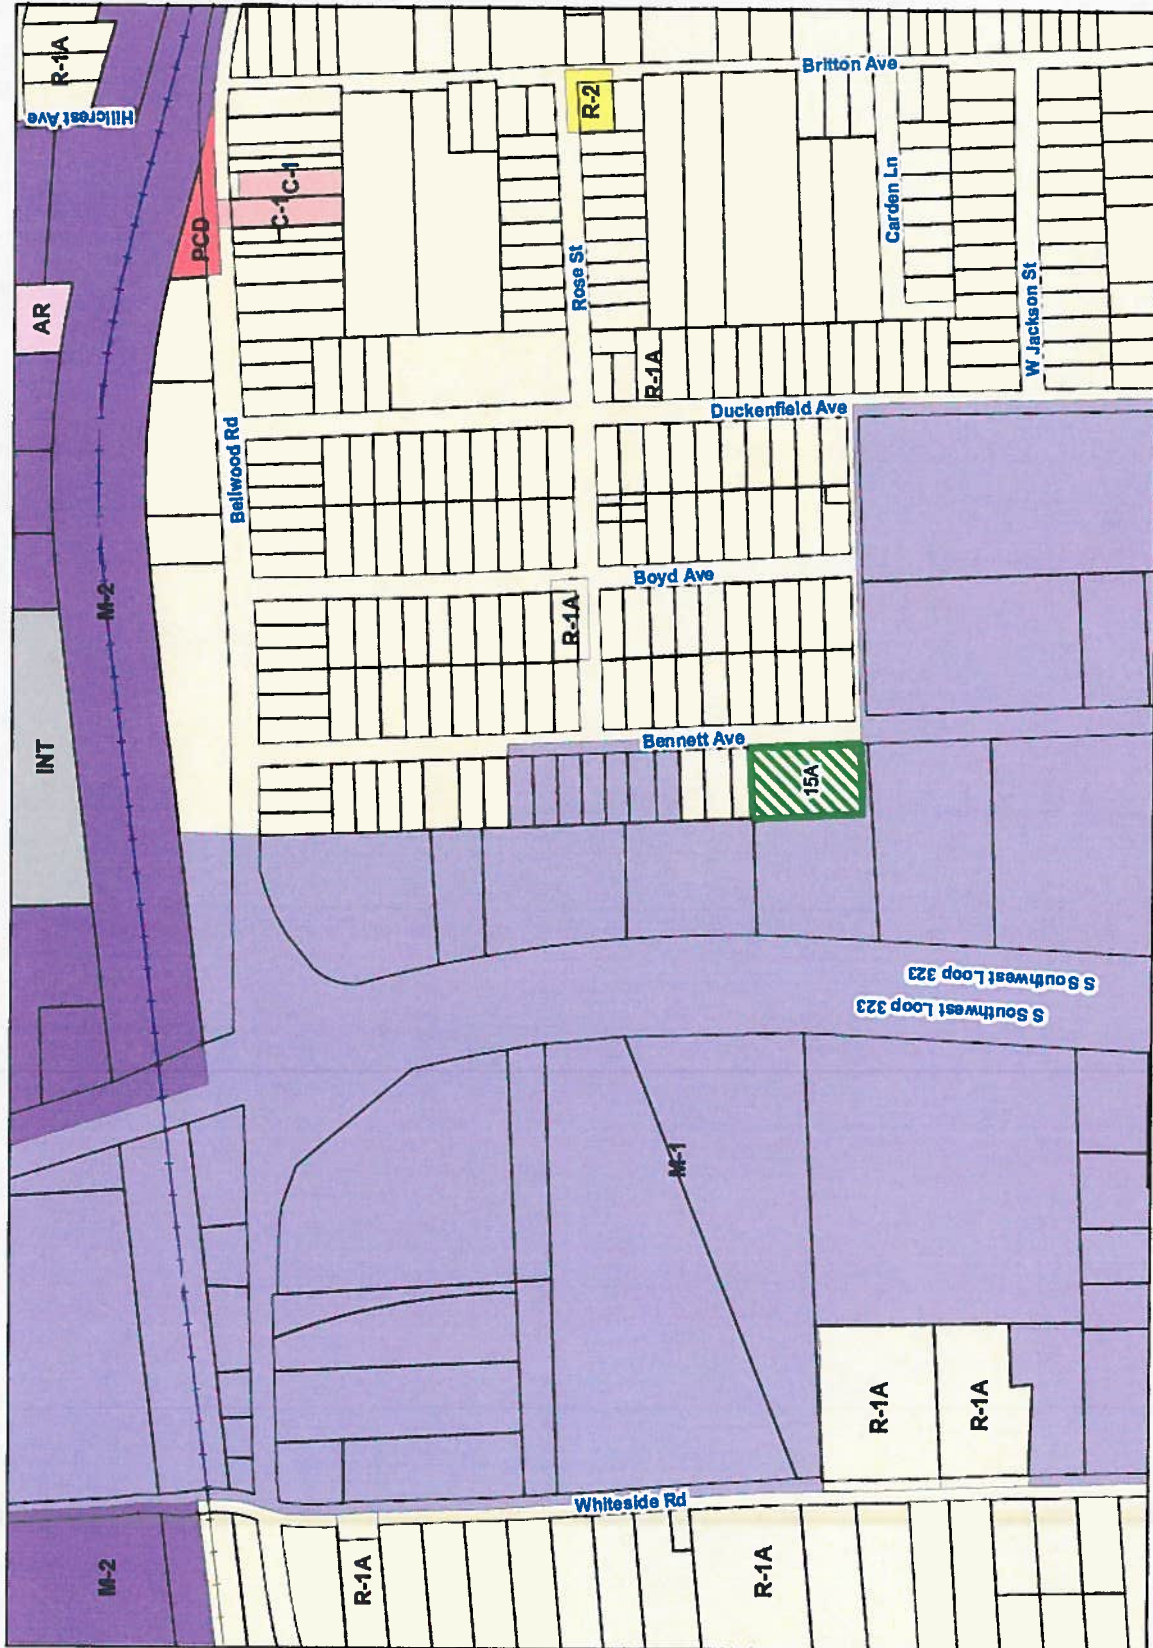 R-1A
Hillcrest Ave
Britton Ave
R-2
C-1
C-1
PCD
Carden Ln
Rose St
W Jackson St
AR
R-1A
Duckenfield Ave
Bellwood Rd
M-2
Boyd Ave
R-1A
INT
Bennett Ave
15A
S Southwest Loop 323
S Southwest Loop 323
M-1
R-1A
R-1A
Whiteside Rd
M-2
R-1A
R-1A